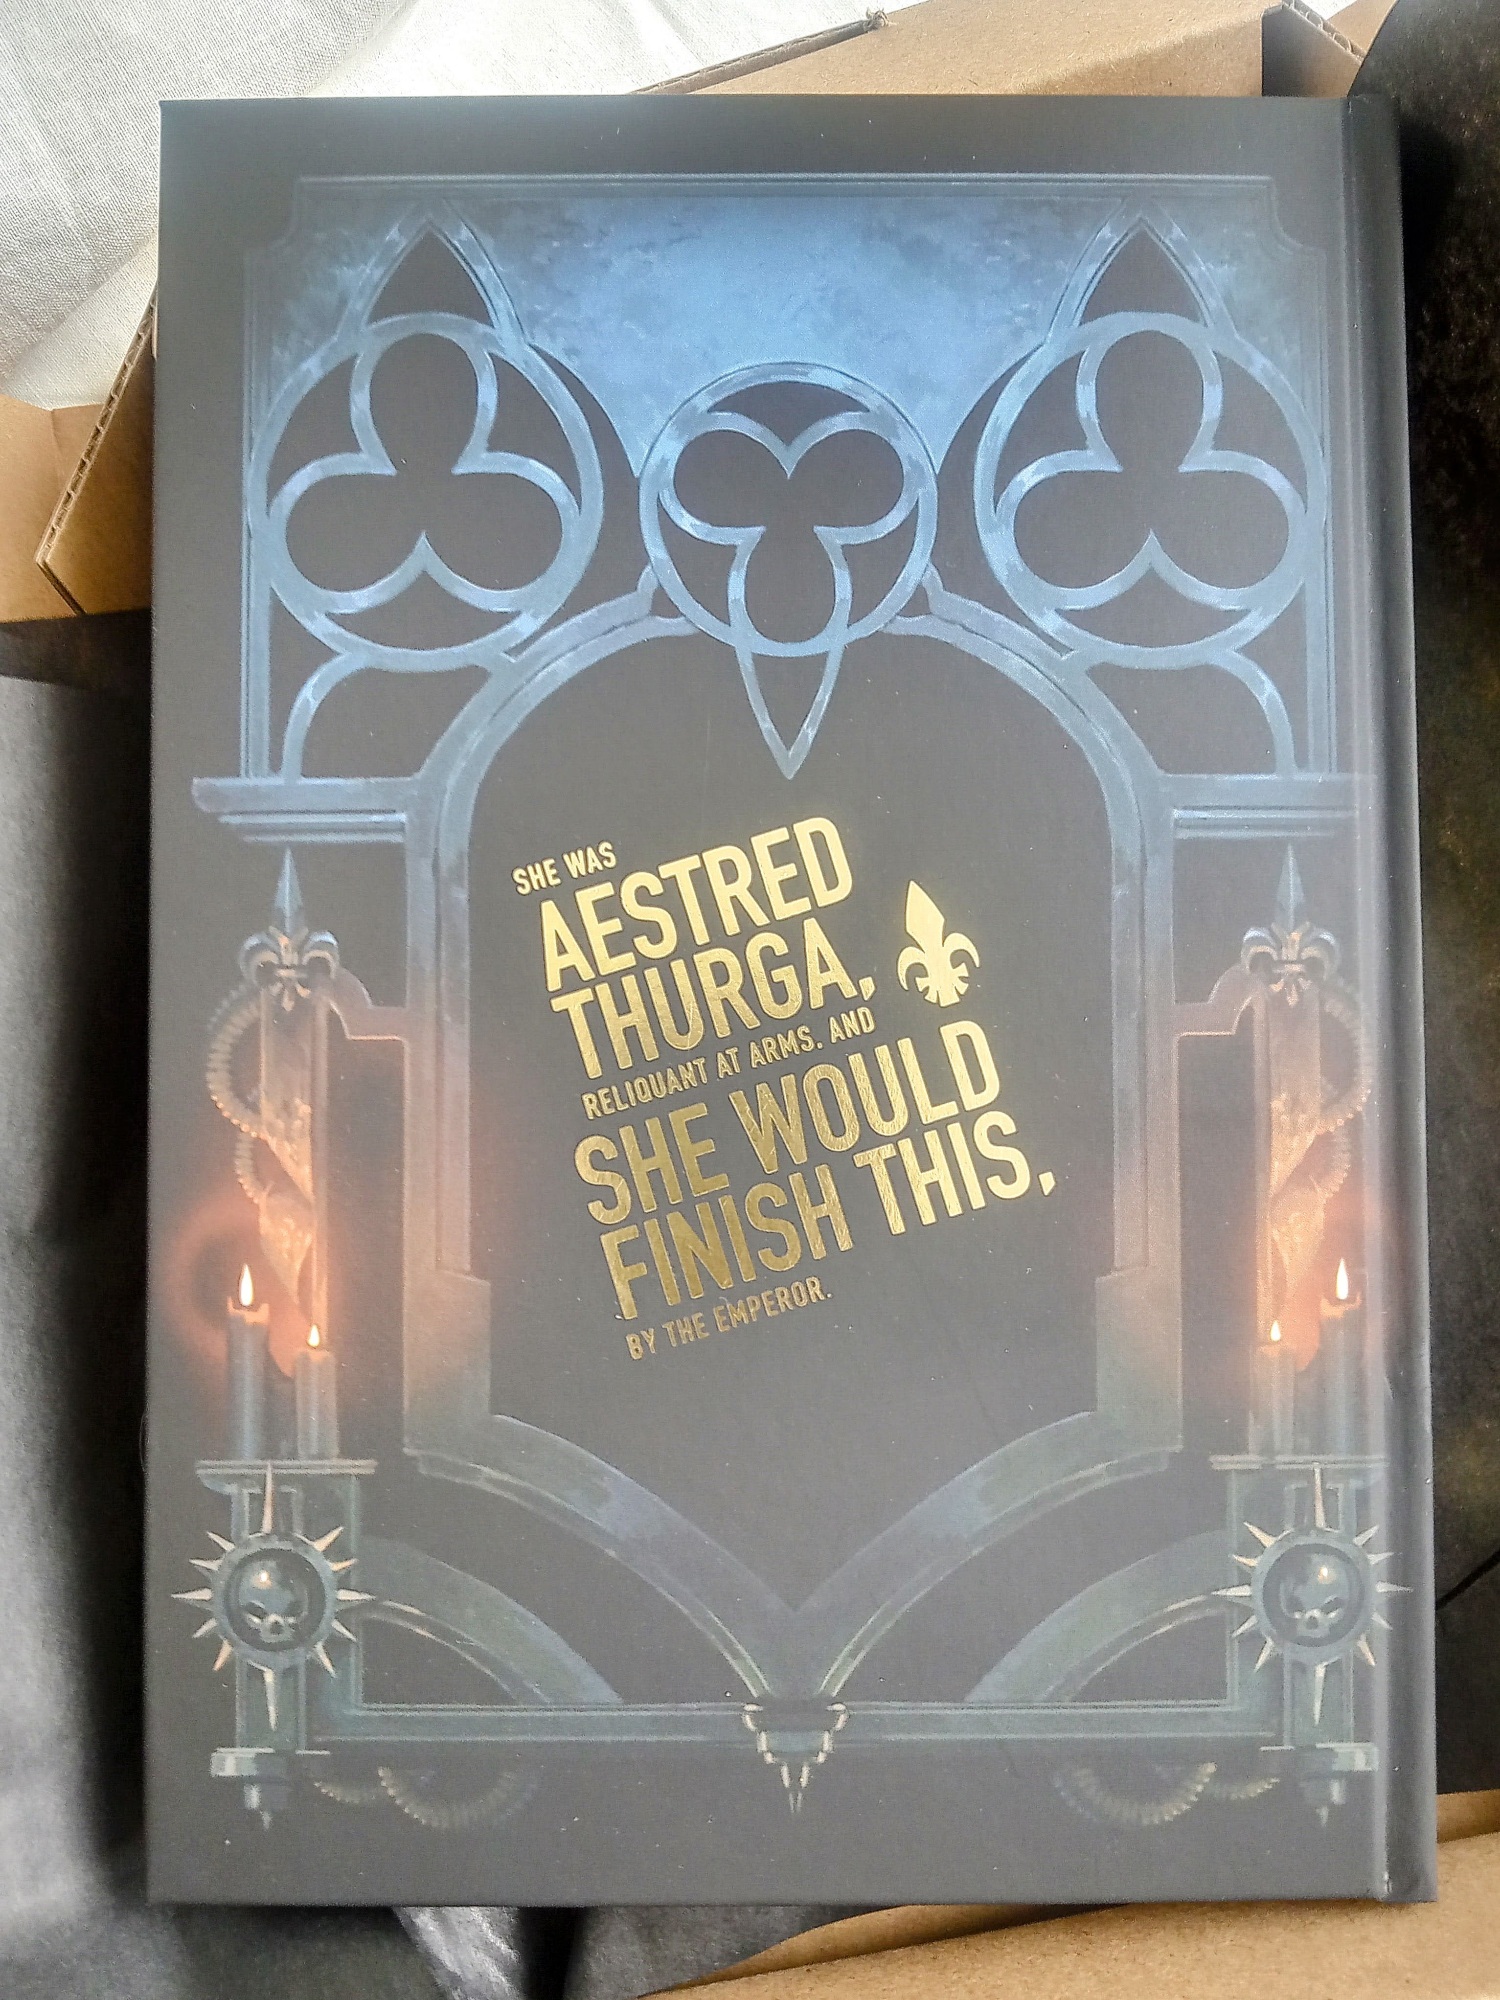 SHE WAS
AESTRED
THURGA,
RELIQUANT AT ARMS. AND
SHE WOULD
FINISH THIS,
BY THE EMPEROR.